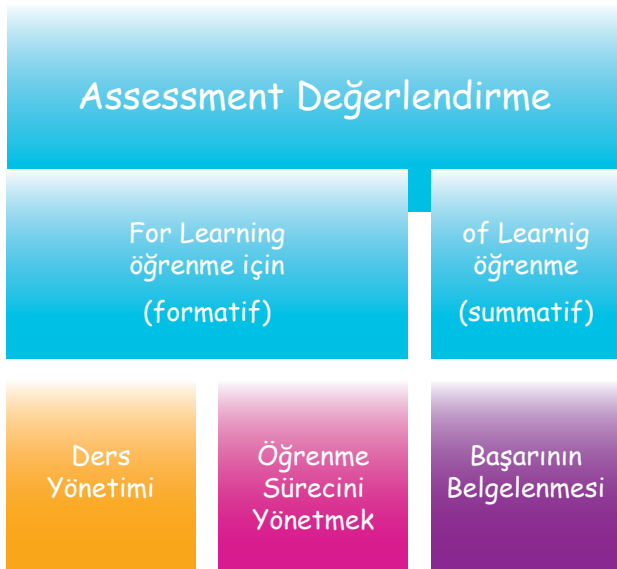 Assessment Değerlendirme
For Learning
öğrenme için
(formatif)
of Learnig
öğrenme
(summatif)
Ders
Yönetimi
Öğrenme
Sürecini
Yönetmek
Başarının
Belgelenmesi